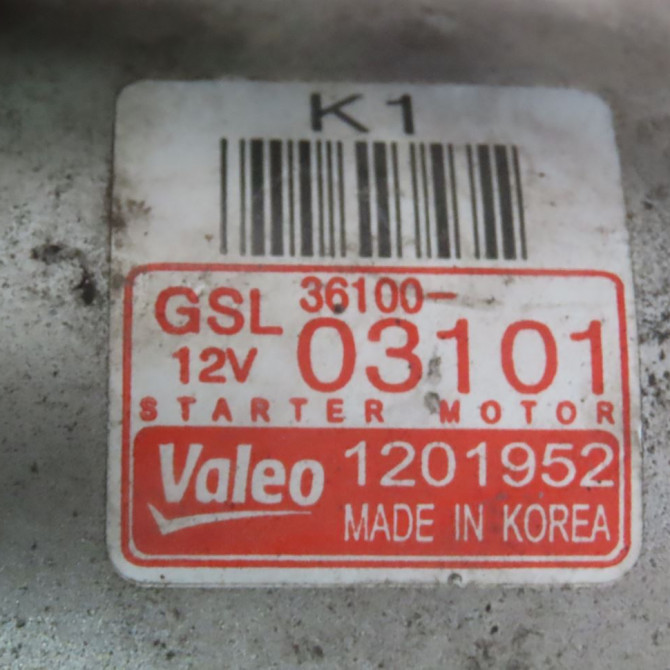 K1
GSL 36100-
12V 03101
STARTER MOTOR
Valeo 1201952
MADE IN KOREA